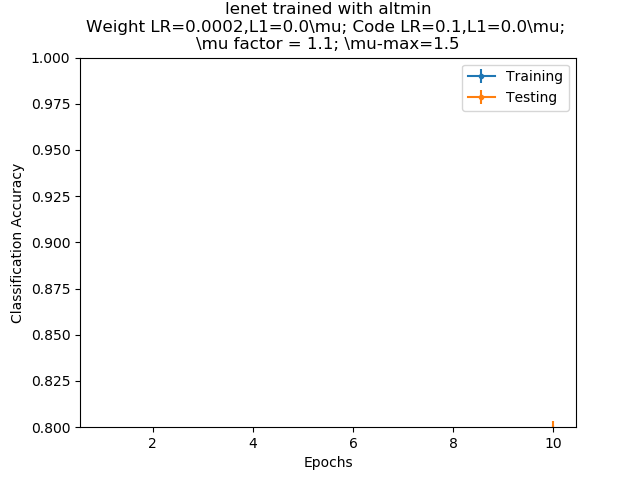 lenet trained with altmin
Weight LR=0.0002,L1=0.0\mu; Code LR=0.1,L1=0.0\mu;
\mu factor = 1.1; \mu-max=1.5
1.000
0.975
0.950
0.925
0.900
0.875
0.850
0.825
0.800
Classification Accuracy
Training
Testing
2 4 6 8 10
Epochs